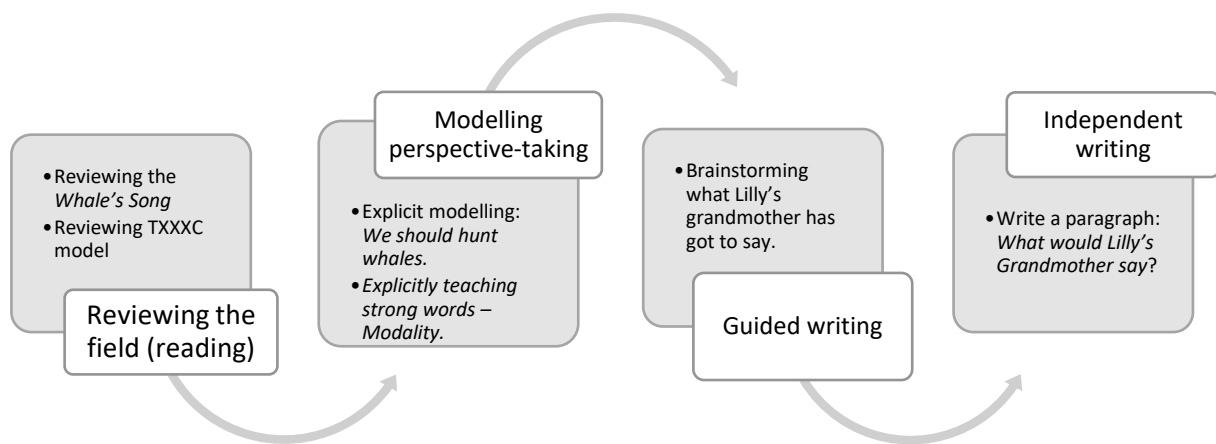 •Reviewing the
Whale's Song
•Reviewing TXXXC
model
Reviewing the
field (reading)
Modelling
perspective-taking
•Explicit modelling:
We should hunt
whales.
•Explicitly teaching
strong words –
Modality.
•Brainstorming
what Lilly's
grandmother has
got to say.
Guided writing
Independent
writing
•Write a paragraph:
What would Lilly's
Grandmother say?